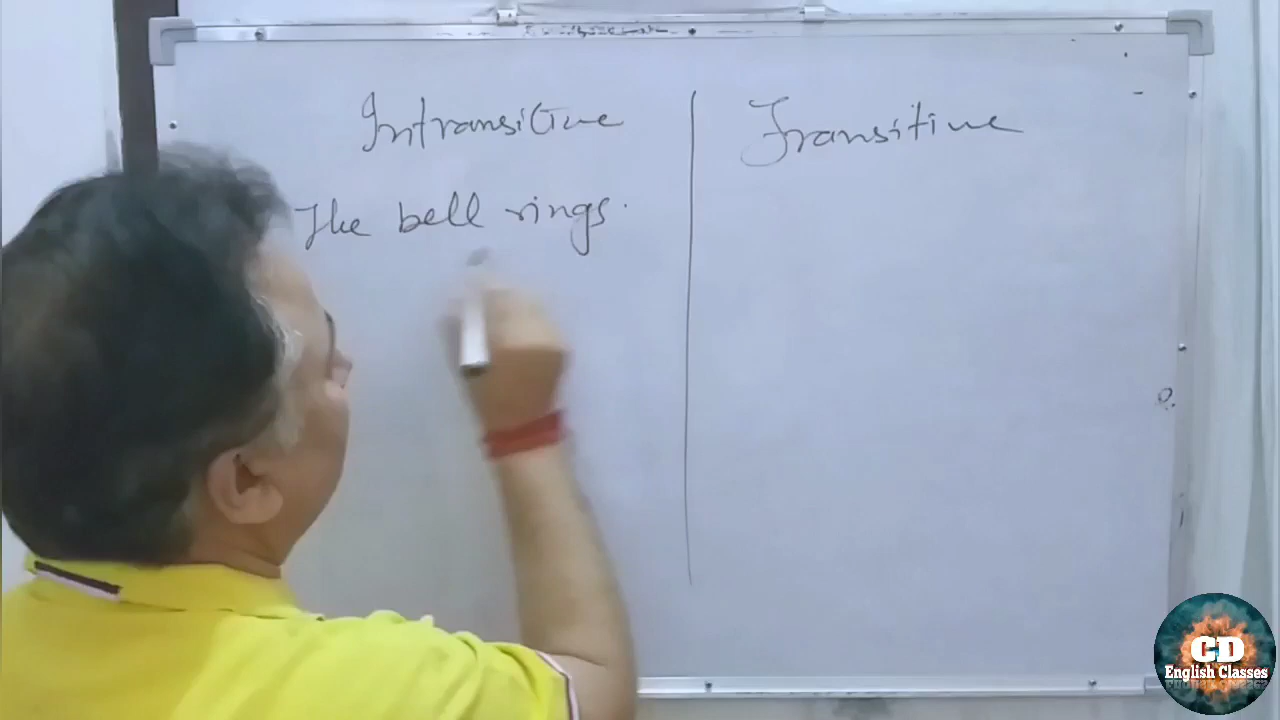 Intransitive
Transitive
The bell rings.
CD
English Classes